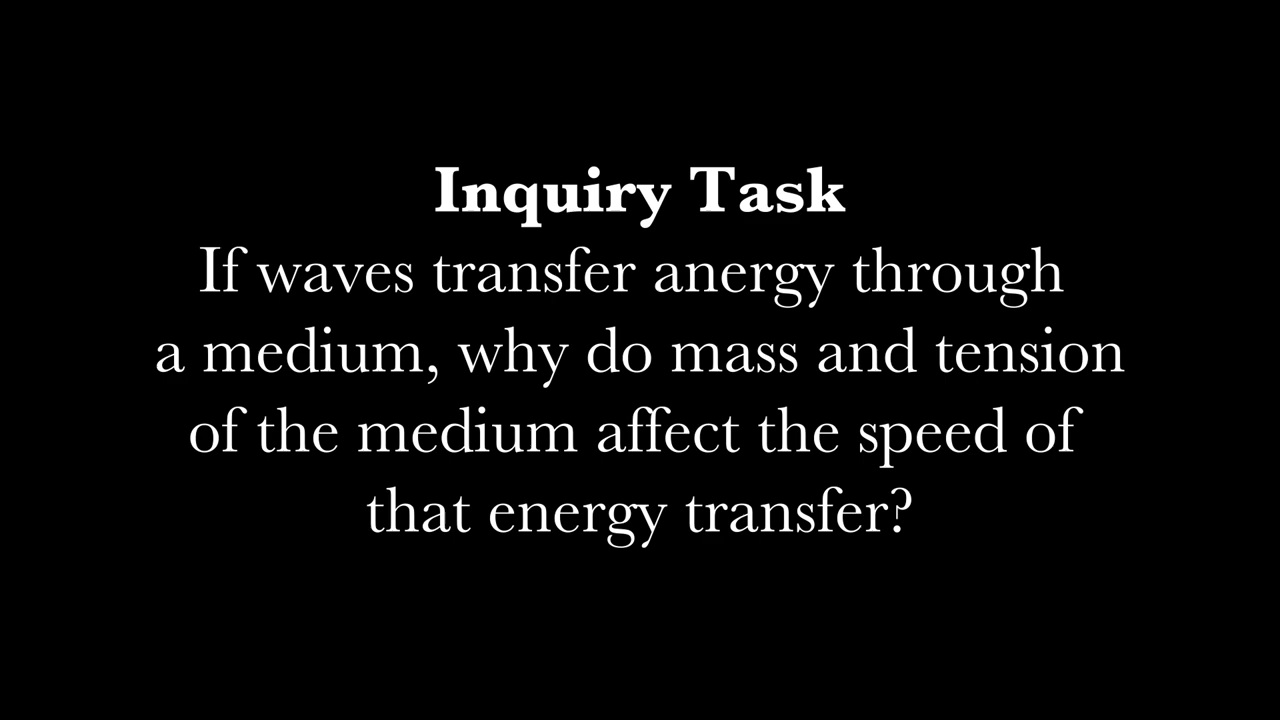 Inquiry Task
If waves transfer anergy through
a medium, why do mass and tension
of the medium affect the speed of
that energy transfer?